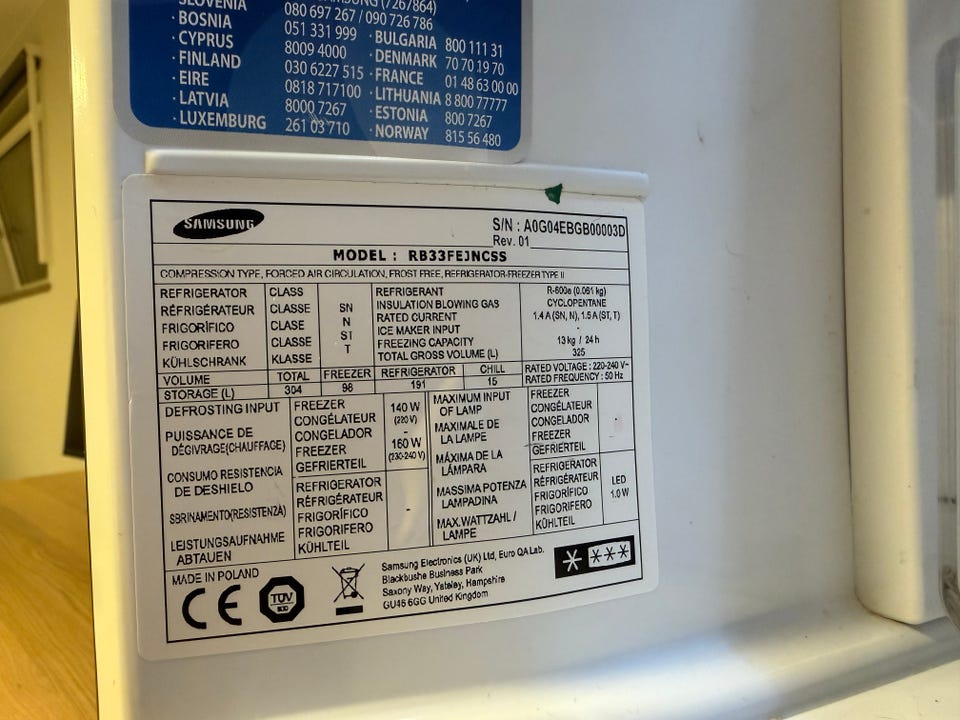 SLOVENIA
SAMSUNG (7267864)
· BOSNIA 080 697 267 / 090 726 786
· CYPRUS 051 331 999 · BULGARIA 800 111 31
· FINLAND 8009 4000 · DENMARK 70 70 19 70
· EIRE 030 6227 515 · FRANCE 01 48 63 00 00
· LATVIA 0818 717100 · LITHUANIA 8 800 77777
· LUXEMBURG 8000 7267 · ESTONIA 800 7267
261 03 710 · NORWAY 815 56 480
SAMSUNG
S/N : A0G04EBGB00003D
Rev. 01
MODEL : RB33FEJNCSS
COMPRESSION TYPE, FORCED AIR CIRCULATION, FROST FREE, REFRIGERATOR-FREEZER TYPE II
REFRIGERATOR CLASS
RÉFRIGÉRATEUR CLASSE
FRIGORÍFICO CLASE
FRIGORIFERO CLASSE
KÜHLSCHRANK KLASSE
SN
N
ST
T
REFRIGERANT R-600a (0.061 kg)
INSULATION BLOWING GAS CYCLOPENTANE
RATED CURRENT 1.4 A (SN, N), 1.5 A (ST, T)
ICE MAKER INPUT
FREEZING CAPACITY 13 kg / 24 h
TOTAL GROSS VOLUME (L) 325
VOLUME TOTAL FREEZER REFRIGERATOR CHILL
STORAGE (L) 304 98 191 15
RATED VOLTAGE : 220-240 V~
RATED FREQUENCY : 50 Hz
DEFROSTING INPUT
PUISSANCE DE
DÉGIVRAGE(CHAUFFAGE)
CONSUMO RESISTENCIA
DE DESHIELO
SBRINAMENTO(RESISTENZA)
LEISTUNGSAUFNAHME
ABTAUEN
FREEZER
CONGÉLATEUR
CONGELADOR
FREEZER
GEFRIERTEIL
140 W
(220 V)
-
160 W
(230-240 V)
REFRIGERATOR
RÉFRIGÉRATEUR
FRIGORÍFICO
FRIGORIFERO
KÜHLTEIL
-
MAXIMUM INPUT
OF LAMP
MAXIMALE DE
LA LAMPE
MÁXIMA DE LA
LÁMPARA
MASSIMA POTENZA
LAMPADINA
MAX.WATTZAHL /
LAMPE
FREEZER
CONGÉLATEUR
CONGELADOR
FREEZER
GEFRIERTEIL
-
REFRIGERATOR
RÉFRIGÉRATEUR
FRIGORÍFICO
FRIGORIFERO
KÜHLTEIL
LED
1.0 W
MADE IN POLAND
CE
TÜV
Samsung Electronics (UK) Ltd, Euro QA Lab.
Blackbushe Business Park
Saxony Way, Yateley, Hampshire
GU46 6GG United Kingdom